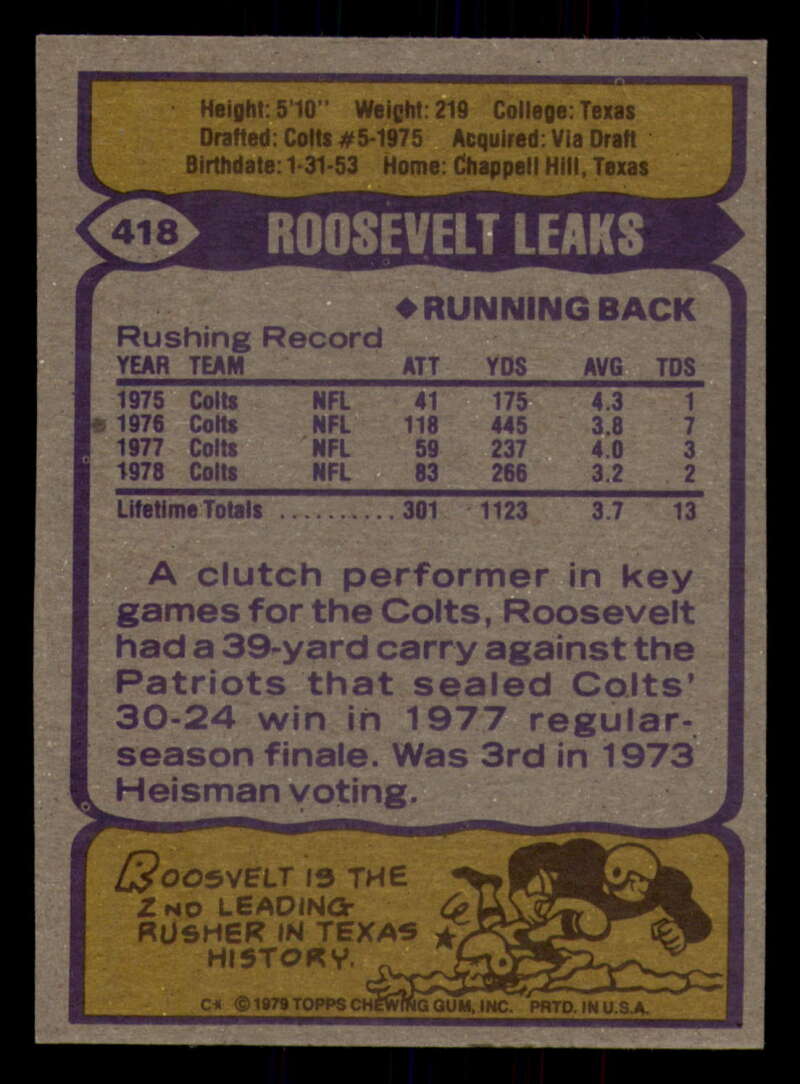 Height: 5'10" Weight: 219 College: Texas
Drafted: Colts #5-1975 Acquired: Via Draft
Birthdate: 1-31-53 Home: Chappell Hill, Texas
418 ROOSEVELT LEAKS
◆RUNNING BACK
Rushing Record
YEAR TEAM ATT YDS AVG TDS
1975 Colts NFL 41 175 4.3 1
1976 Colts NFL 118 445 3.8 7
1977 Colts NFL 59 237 4.0 3
1978 Colts NFL 83 266 3.2 2
Lifetime Totals .......... 301 1123 3.7 13
A clutch performer in key
games for the Colts, Roosevelt
had a 39-yard carry against the
Patriots that sealed Colts'
30-24 win in 1977 regular-
season finale. Was 3rd in 1973
Heisman voting.
ROOSVELT IS THE
2ND LEADING
RUSHER IN TEXAS
HISTORY.
C* © 1979 TOPPS CHEWING GUM, INC. PRTD. IN U.S.A.